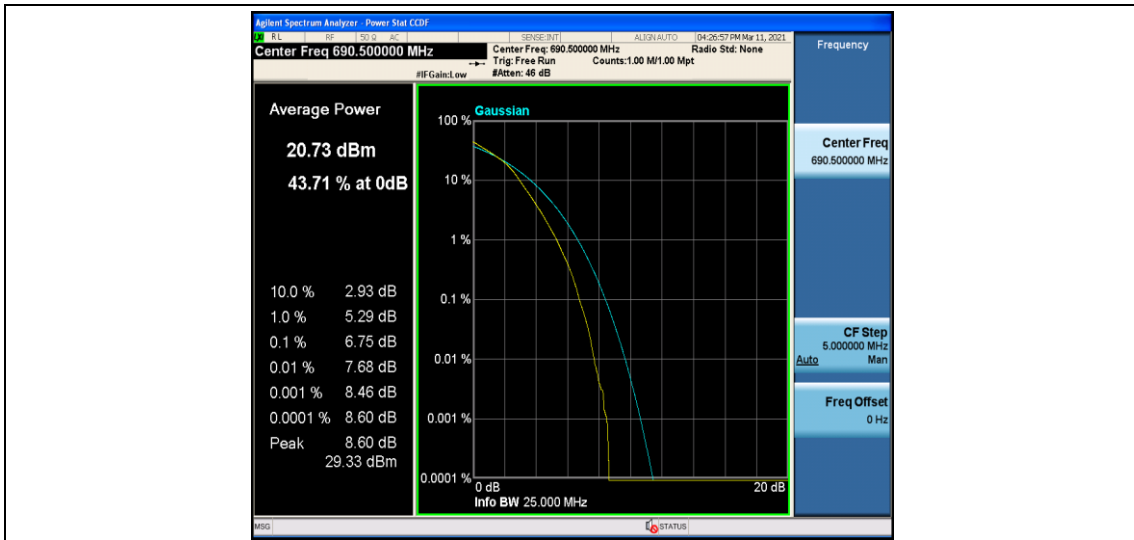 Agilent Spectrum Analyzer - Power Stat CCDF
LXI RL RF 50 Ω AC SENSE:INT ALIGN AUTO 04:26:57 PM Mar 11, 2021
Center Freq 690.500000 MHz
Center Freq: 690.500000 MHz Radio Std: None
Trig: Free Run Counts:1.00 M/1.00 Mpt
#IFGain:Low #Atten: 46 dB
Frequency
Average Power
20.73 dBm
43.71 % at 0dB
10.0 % 2.93 dB
1.0 % 5.29 dB
0.1 % 6.75 dB
0.01 % 7.68 dB
0.001 % 8.46 dB
0.0001 % 8.60 dB
Peak 8.60 dB
29.33 dBm
Gaussian
100 %
10 %
1 %
0.1 %
0.01 %
0.001 %
0.0001 %
0 dB 20 dB
Info BW 25.000 MHz
Center Freq
690.500000 MHz
CF Step
5.000000 MHz
Auto Man
Freq Offset
0 Hz
MSG STATUS